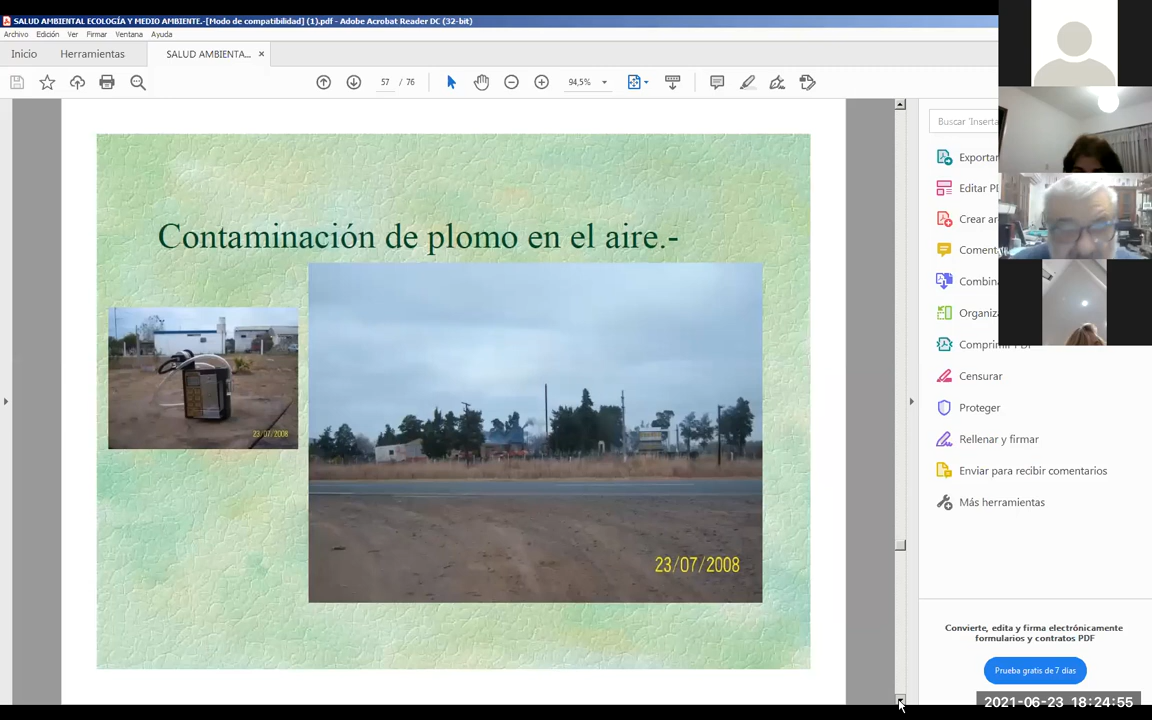 SALUD AMBIENTAL ECOLOGÍA Y MEDIO AMBIENTE.-[Modo de compatibilidad] (1).pdf - Adobe Acrobat Reader DC (32-bit)
Archivo Edición Ver Firmar Ventana Ayuda
Inicio Herramientas SALUD AMBIENTA... ×
57 / 76 94,5%
Buscar 'Inserta
Exportar
Editar PD
Crear ar
Coment
Combina
Organiza
Comprimir PDF
Censurar
Proteger
Rellenar y firmar
Enviar para recibir comentarios
Más herramientas
Contaminación de plomo en el aire.-
23/07/2008
23/07/2008
Convierte, edita y firma electrónicamente
formularios y contratos PDF
Prueba gratis de 7 días
2021-06-23 18:24:55